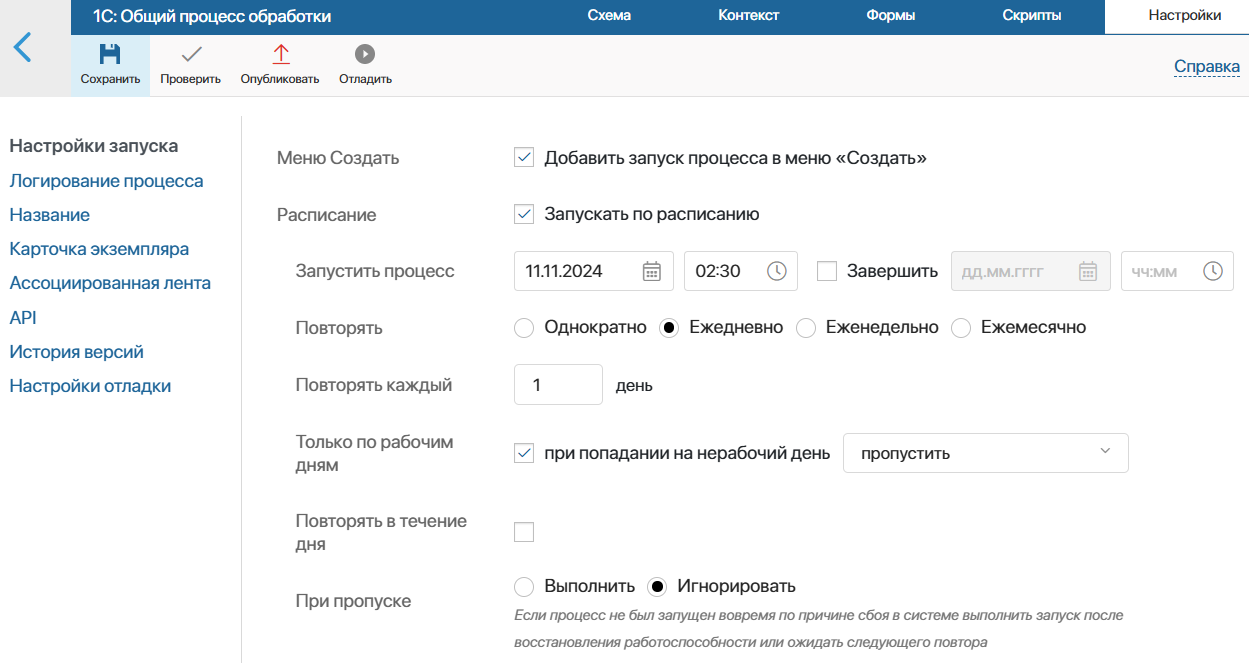 1С: Общий процесс обработки
Схема
Контекст
Формы
Скрипты
Настройки
Сохранить
Проверить
Опубликовать
Отладить
Справка
Настройки запуска
Логирование процесса
Название
Карточка экземпляра
Ассоциированная лента
API
История версий
Настройки отладки
Меню Создать
Добавить запуск процесса в меню «Создать»
Расписание
Запускать по расписанию
Запустить процесс
11.11.2024
02:30
Завершить
дд.мм.гггг
чч:мм
Повторять
Однократно
Ежедневно
Еженедельно
Ежемесячно
Повторять каждый
1
день
Только по рабочим
дням
при попадании на нерабочий день
пропустить
Повторять в течение
дня
При пропуске
Выполнить
Игнорировать
Если процесс не был запущен вовремя по причине сбоя в системе выполнить запуск после
восстановления работоспособности или ожидать следующего повтора